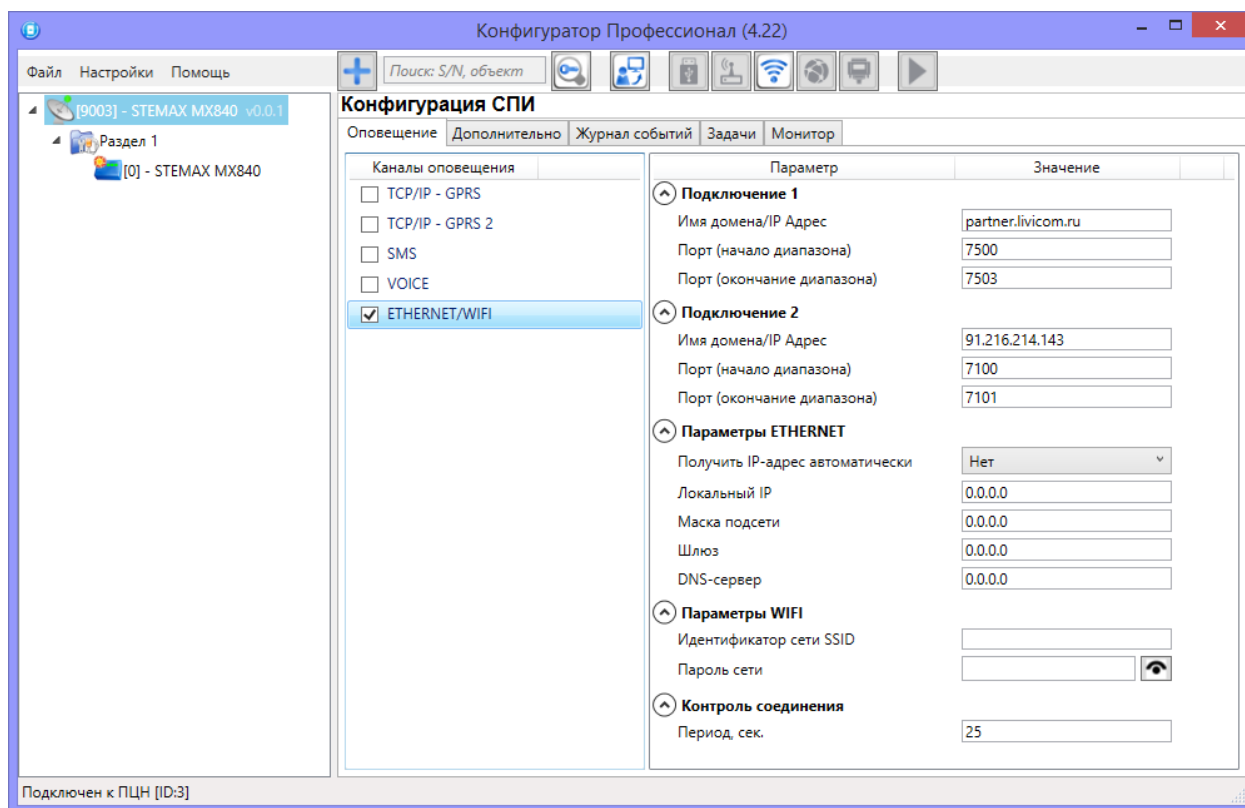 Конфигуратор Профессионал (4.22)
Файл Настройки Помощь
Поиск: S/N, объект
[9003] - STEMAX MX840 v0.0.1
Раздел 1
[0] - STEMAX MX840
Конфигурация СПИ
Оповещение Дополнительно Журнал событий Задачи Монитор
Каналы оповещения
TCP/IP - GPRS
TCP/IP - GPRS 2
SMS
VOICE
ETHERNET/WIFI
Параметр Значение
Подключение 1
Имя домена/IP Адрес partner.livicom.ru
Порт (начало диапазона) 7500
Порт (окончание диапазона) 7503
Подключение 2
Имя домена/IP Адрес 91.216.214.143
Порт (начало диапазона) 7100
Порт (окончание диапазона) 7101
Параметры ETHERNET
Получить IP-адрес автоматически Нет
Локальный IP 0.0.0.0
Маска подсети 0.0.0.0
Шлюз 0.0.0.0
DNS-сервер 0.0.0.0
Параметры WIFI
Идентификатор сети SSID
Пароль сети
Контроль соединения
Период, сек. 25
Подключен к ПЦН [ID:3]